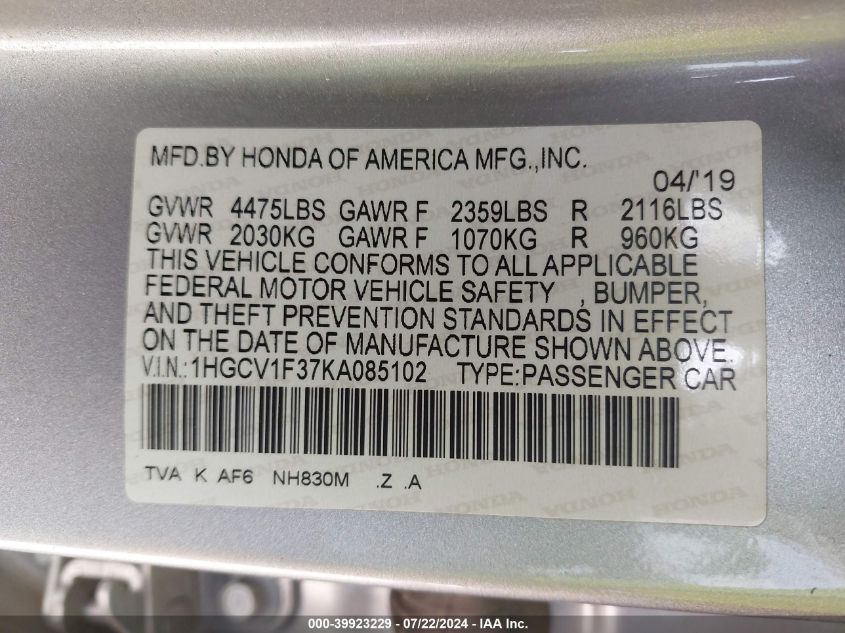 MFD.BY HONDA OF AMERICA MFG.,INC.
04/'19
GVWR 4475LBS GAWR F 2359LBS R 2116LBS
GVWR 2030KG GAWR F 1070KG R 960KG
THIS VEHICLE CONFORMS TO ALL APPLICABLE
FEDERAL MOTOR VEHICLE SAFETY , BUMPER,
AND THEFT PREVENTION STANDARDS IN EFFECT
ON THE DATE OF MANUFACTURE SHOWN ABOVE.
V.I.N.:1HGCV1F37KA085102 TYPE:PASSENGER CAR
TVA K AF6 NH830M .Z .A
000-39923229 - 07/22/2024 - IAA Inc.